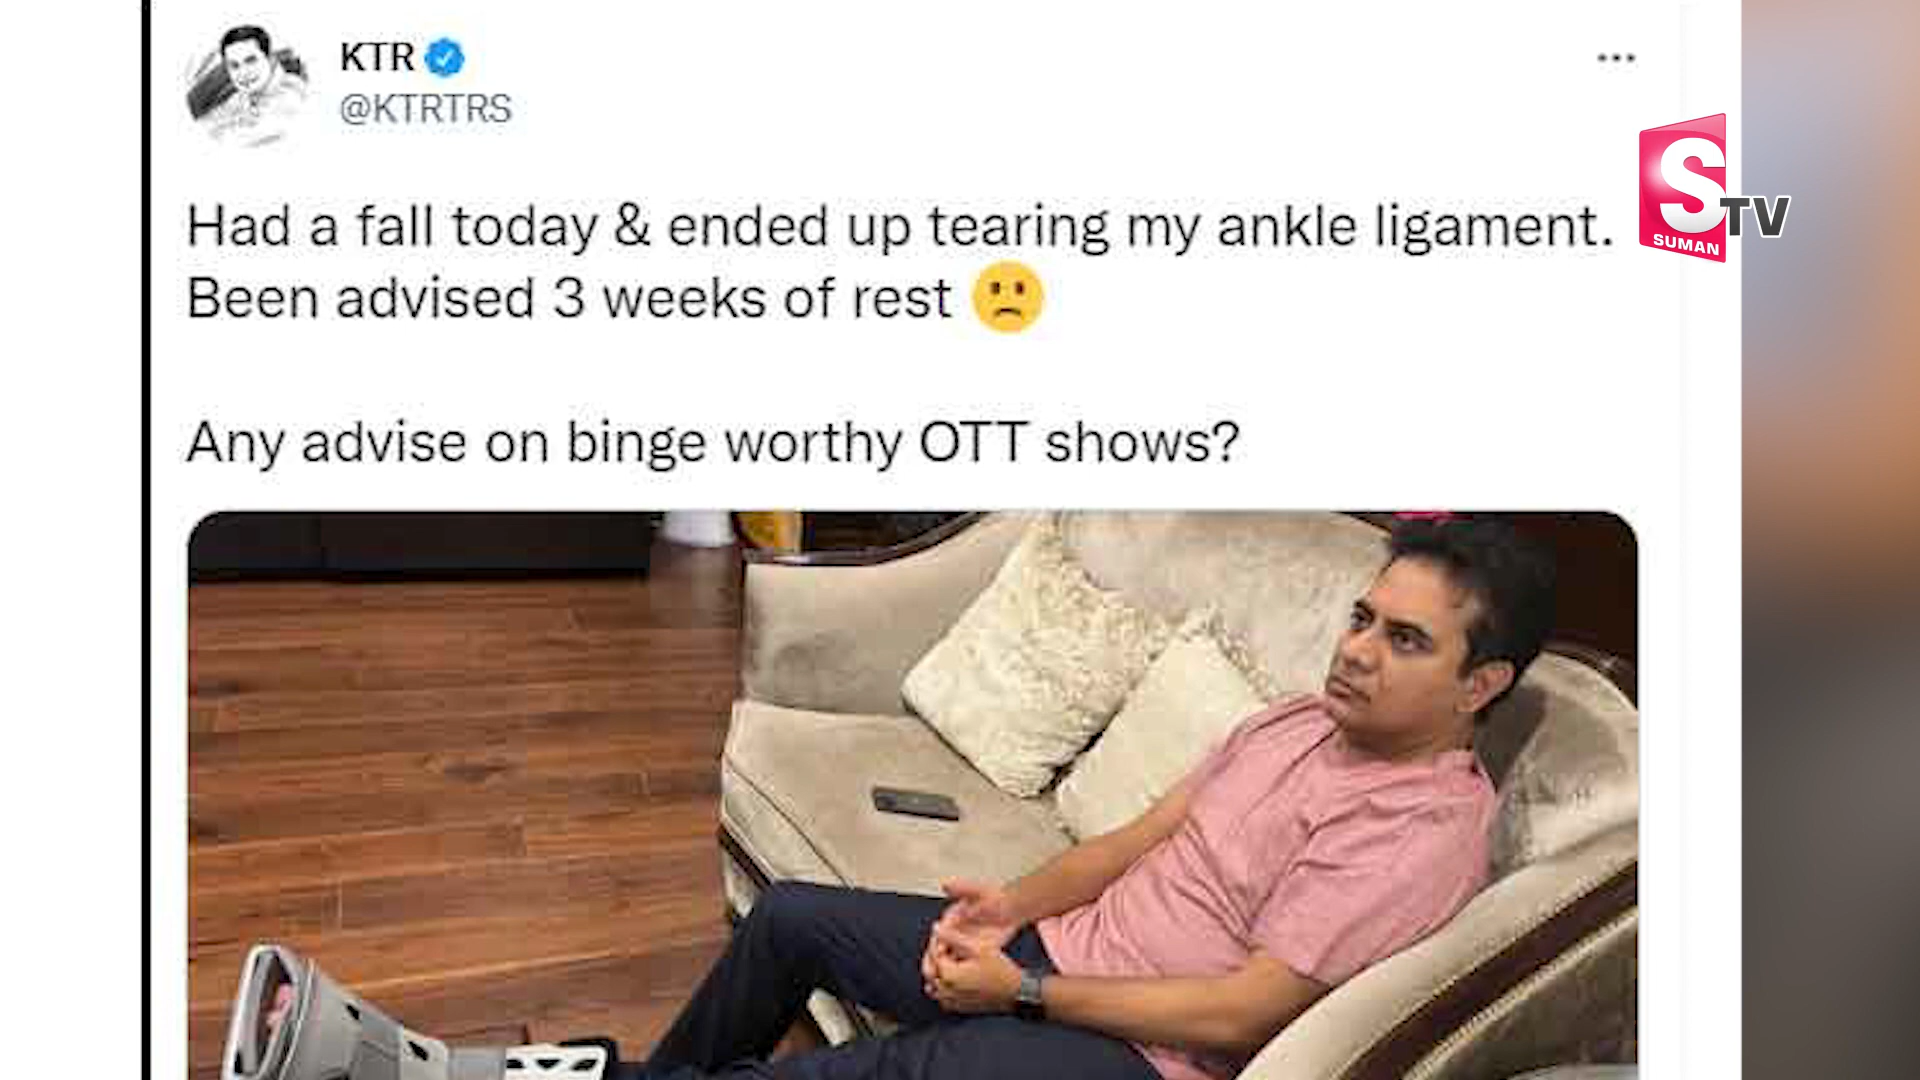 KTR
@KTRTRS
Had a fall today & ended up tearing my ankle ligament.
Been advised 3 weeks of rest 🙁
Any advise on binge worthy OTT shows?
S TV
SUMAN